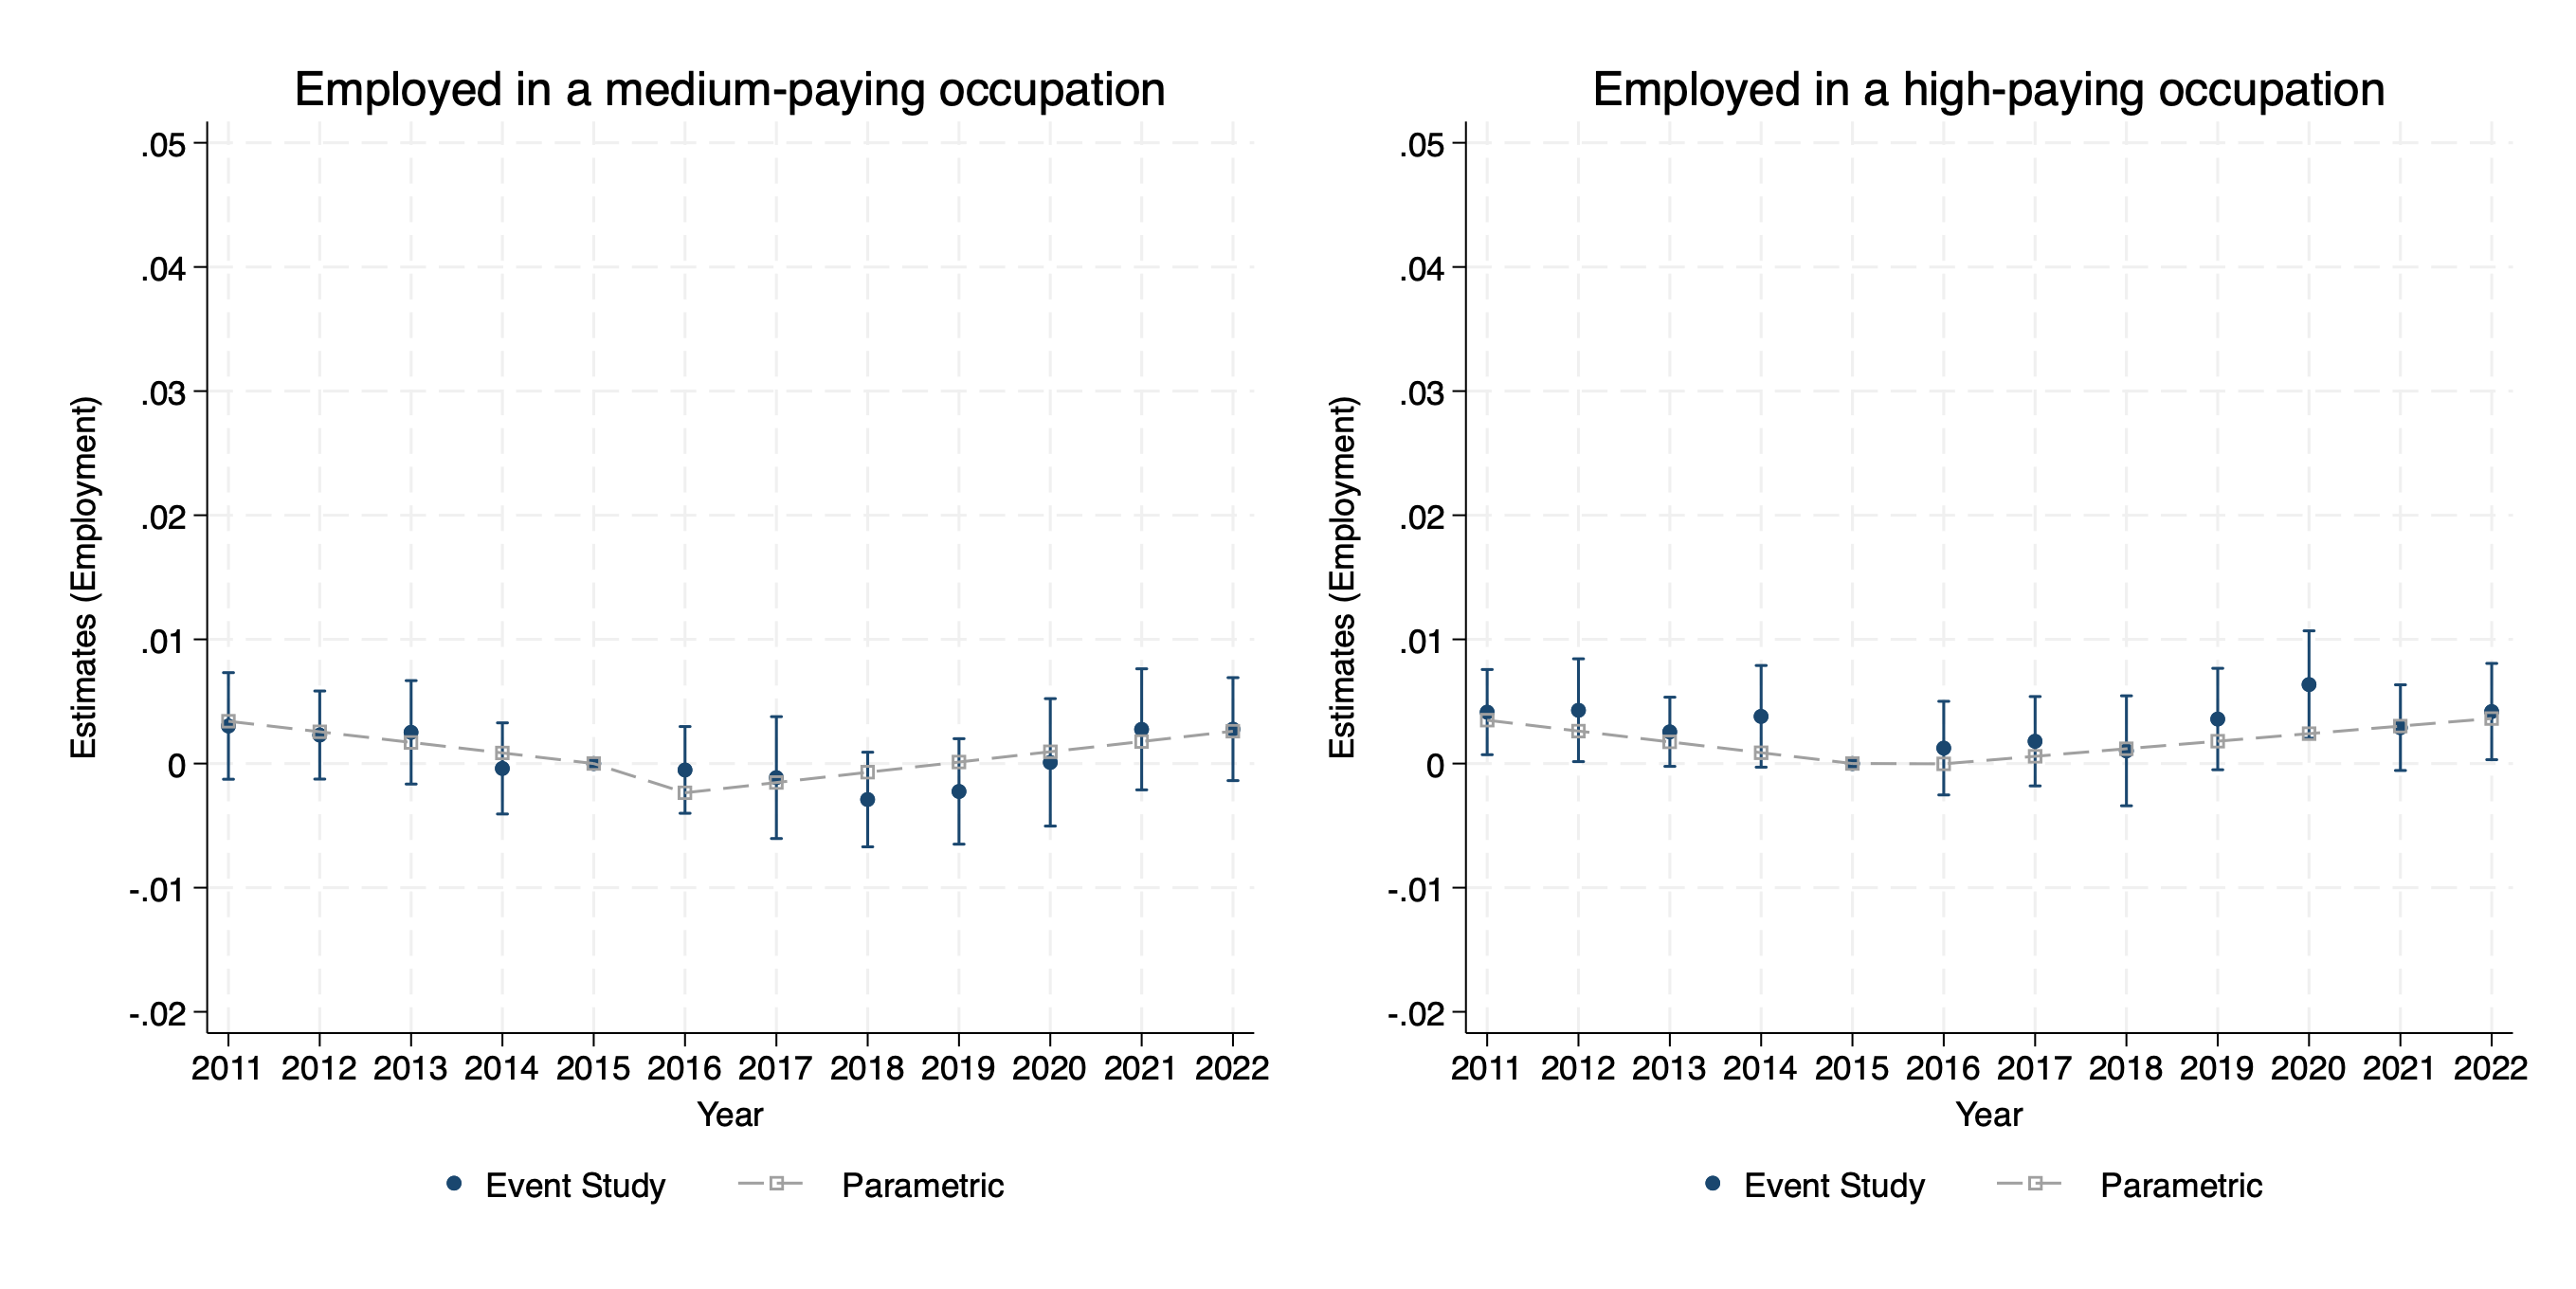 Employed in a medium-paying occupation
Estimates (Employment)
.05
.04
.03
.02
.01
0
-.01
-.02
2011 2012 2013 2014 2015 2016 2017 2018 2019 2020 2021 2022
Year
Event Study Parametric
Employed in a high-paying occupation
Estimates (Employment)
.05
.04
.03
.02
.01
0
-.01
-.02
2011 2012 2013 2014 2015 2016 2017 2018 2019 2020 2021 2022
Year
Event Study Parametric